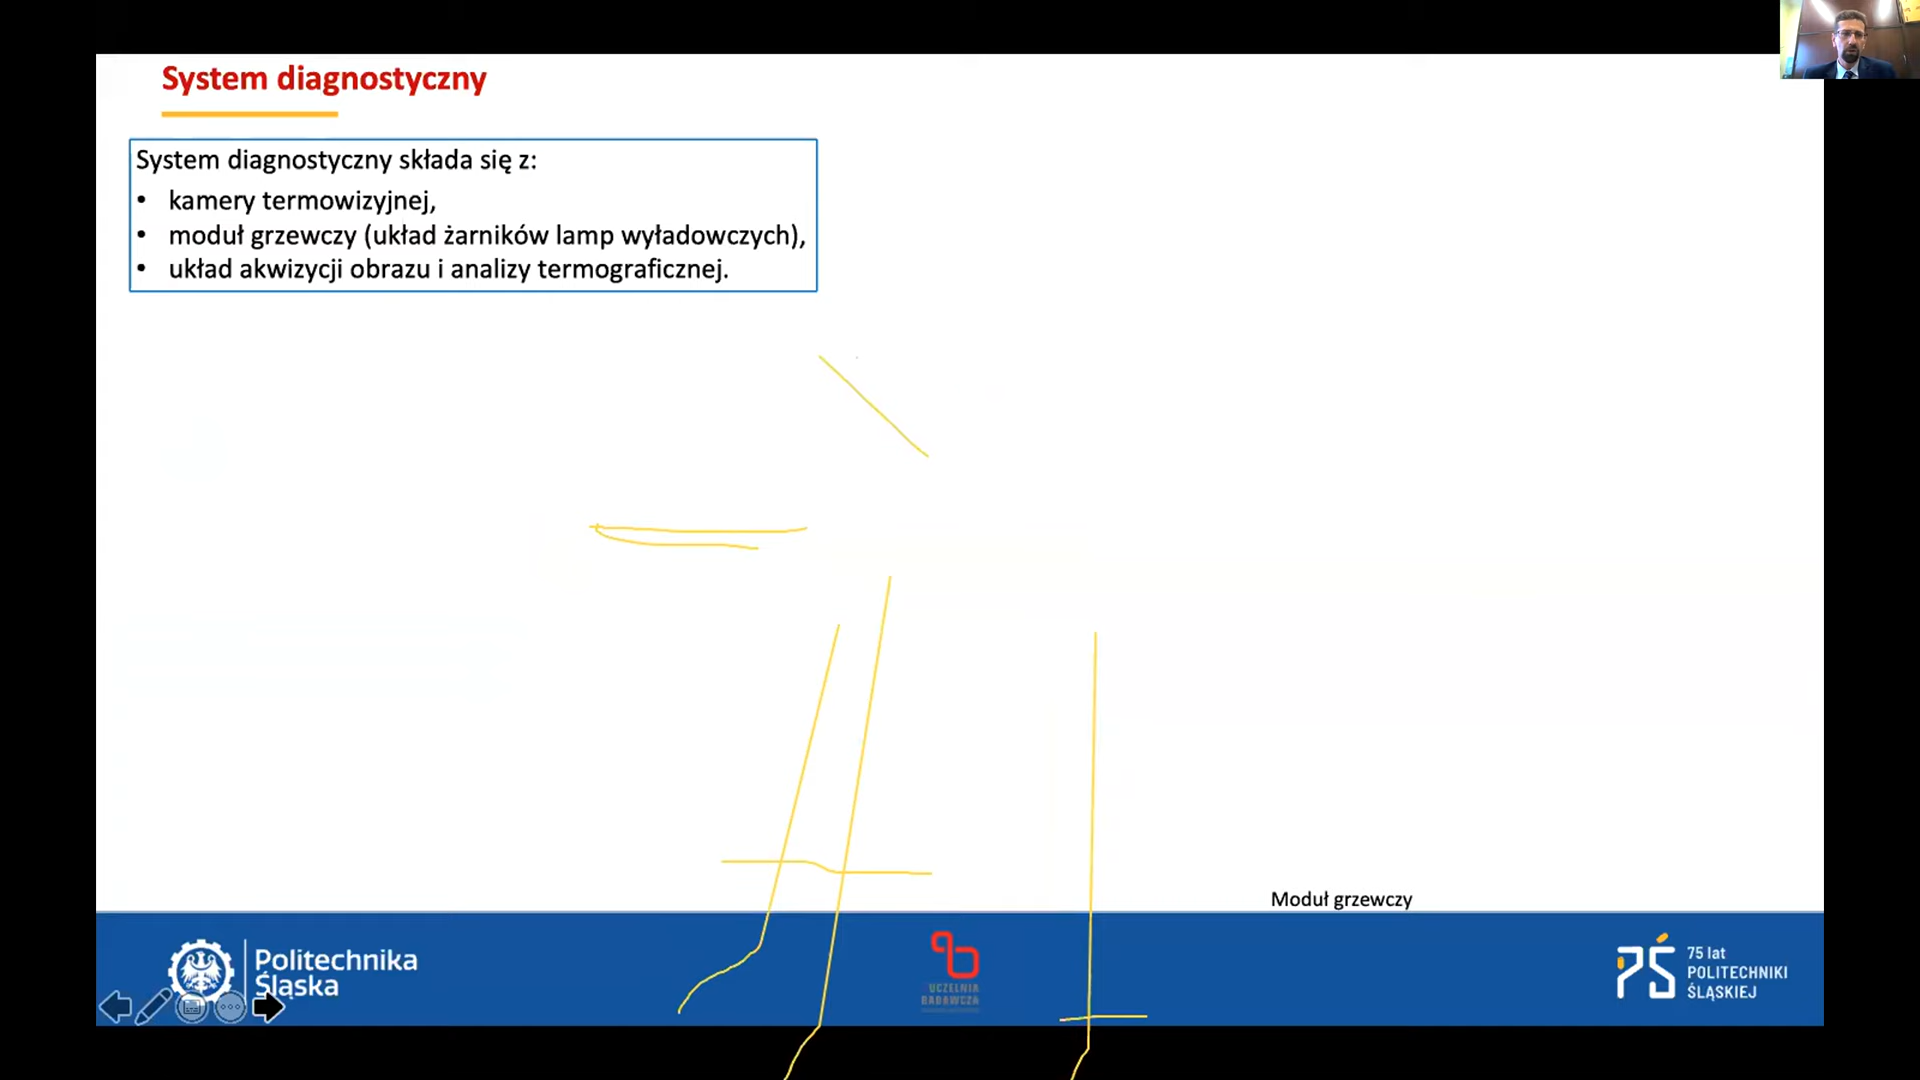 System diagnostyczny
System diagnostyczny składa się z:
• kamery termowizyjnej,
• moduł grzewczy (układ żarników lamp wyładowczych),
• układ akwizycji obrazu i analizy termograficznej.
Moduł grzewczy
Politechnika
Śląska
UCZELNIA
BADAWCZA
75 lat
POLITECHNIKI
ŚLĄSKIEJ